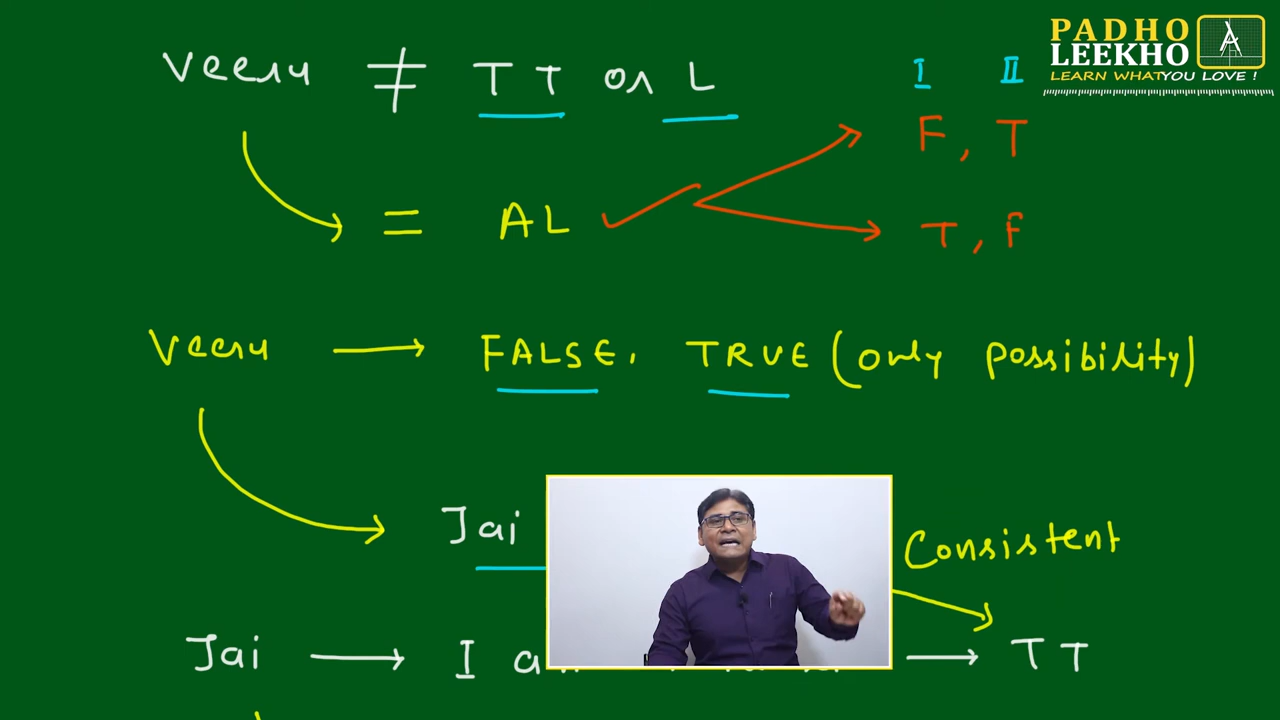 PADHO
LEEKHO
LEARN WHAT YOU LOVE !
Veeru ≠ T T or L
I II
F, T
= AL ✓
T, F
Veeru → FALSE, TRUE (only possibility)
Jai
Consistent
Jai → I → T T